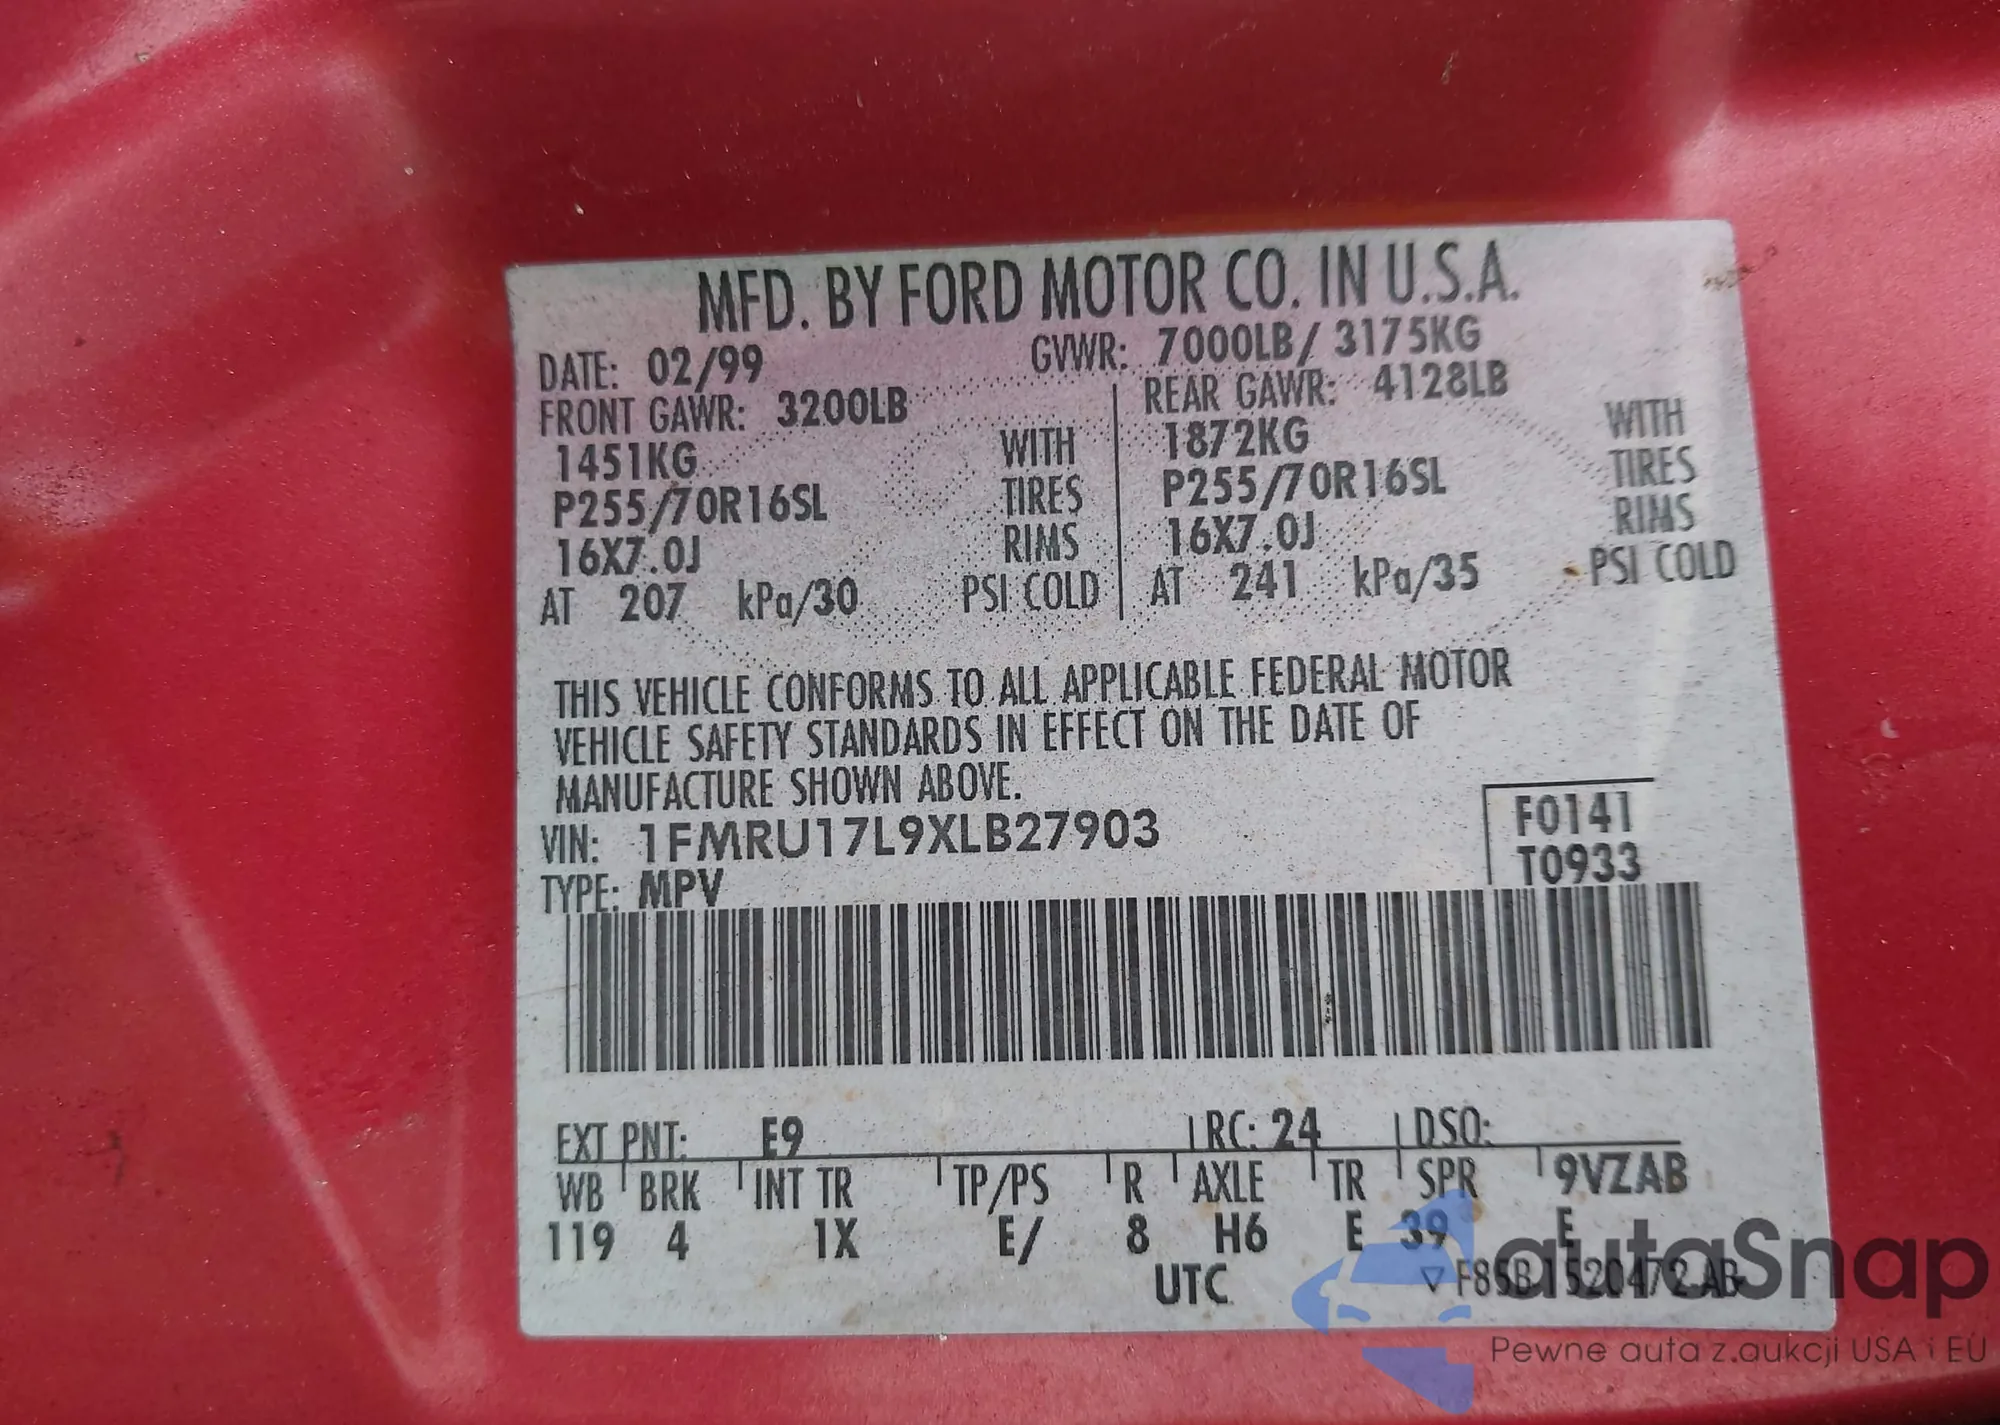 MFD. BY FORD MOTOR CO. IN U.S.A.
DATE: 02/99 GVWR: 7000LB/ 3175KG
FRONT GAWR: 3200LB REAR GAWR: 4128LB
1451KG WITH 1872KG WITH
P255/70R16SL TIRES P255/70R16SL TIRES
16X7.0J RIMS 16X7.0J RIMS
AT 207 kPa/30 PSI COLD AT 241 kPa/35 PSI COLD
THIS VEHICLE CONFORMS TO ALL APPLICABLE FEDERAL MOTOR
VEHICLE SAFETY STANDARDS IN EFFECT ON THE DATE OF
MANUFACTURE SHOWN ABOVE.
VIN: 1FMRU17L9XLB27903 F0141
TYPE: MPV T0933
EXT PNT: E9 RC: 24 DSO:
WB BRK INT TR TP/PS R AXLE TR SPR 9VZAB
119 4 1X E/ 8 H6 E 39 E
UTC ▽ F85B 1520472 AB
autoSnap
Pewne auta z aukcji USA i EU